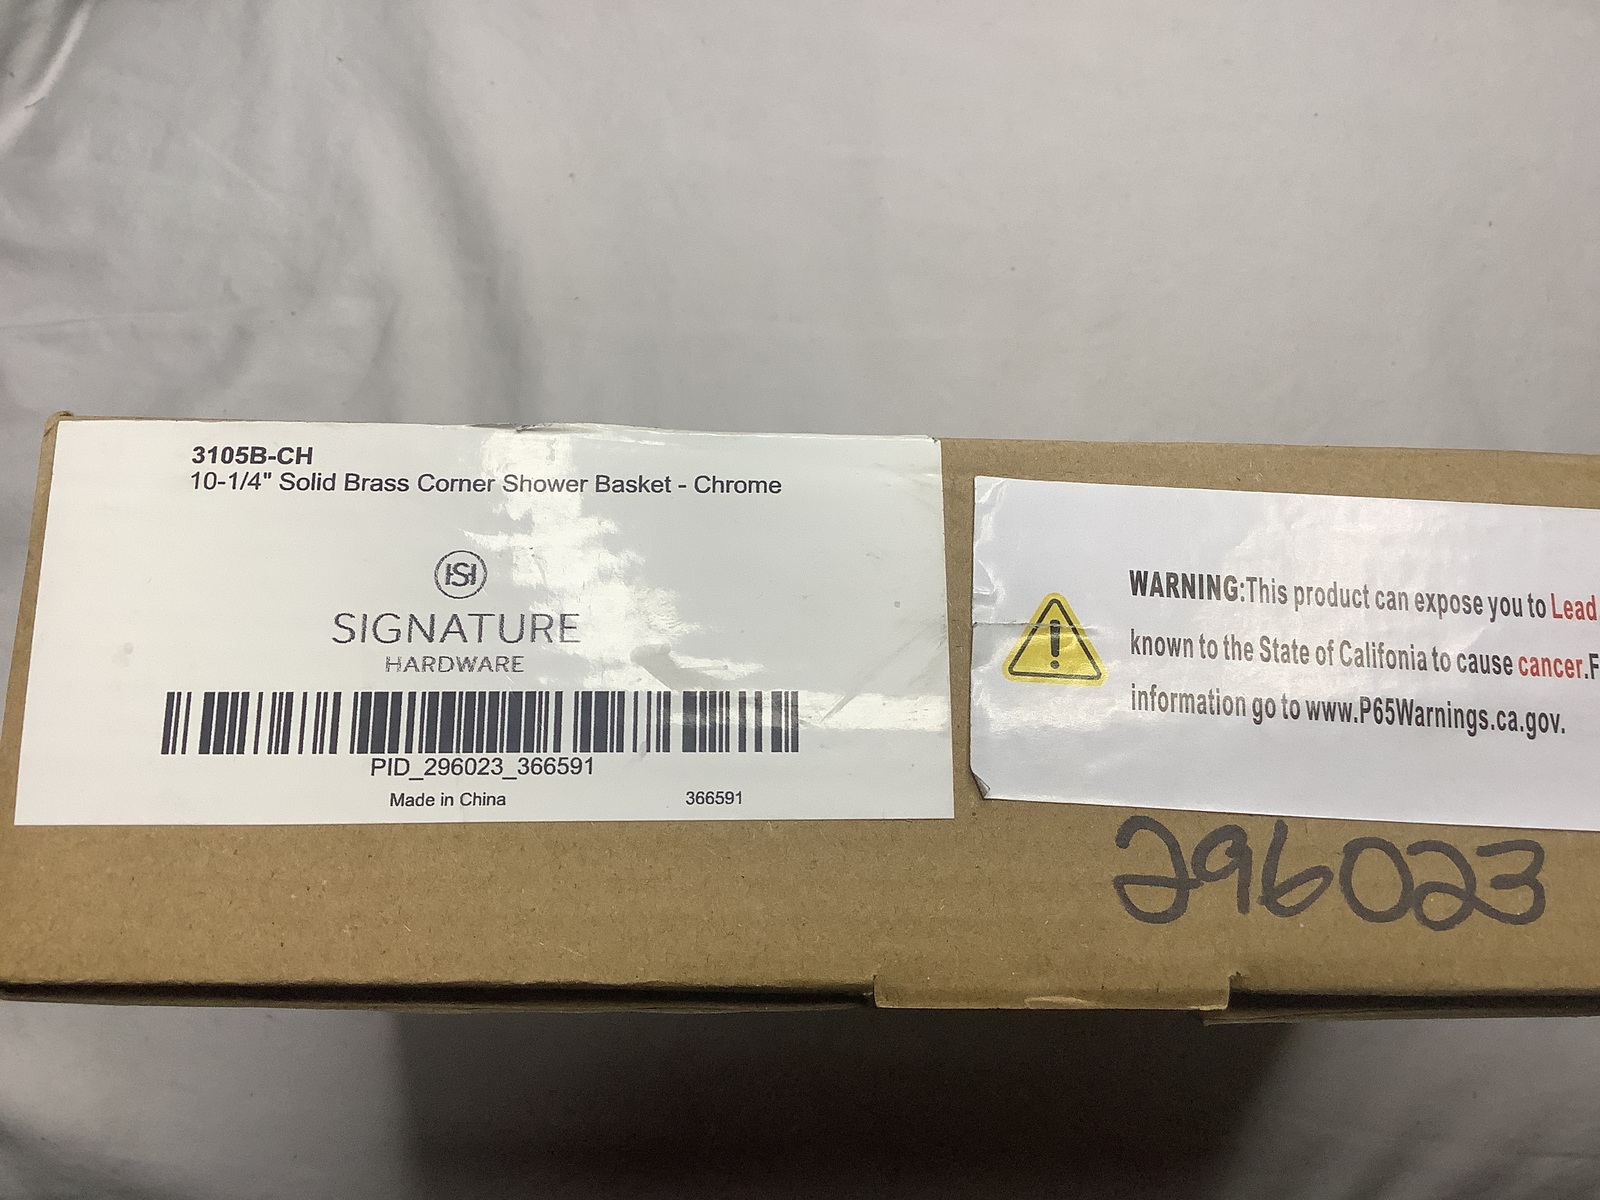 3105B-CH
10-1/4" Solid Brass Corner Shower Basket - Chrome
SH
SIGNATURE
HARDWARE
PID_296023_366591
Made in China 366591
WARNING:This product can expose you to Lead
known to the State of Califonia to cause cancer.F
information go to www.P65Warnings.ca.gov.
296023